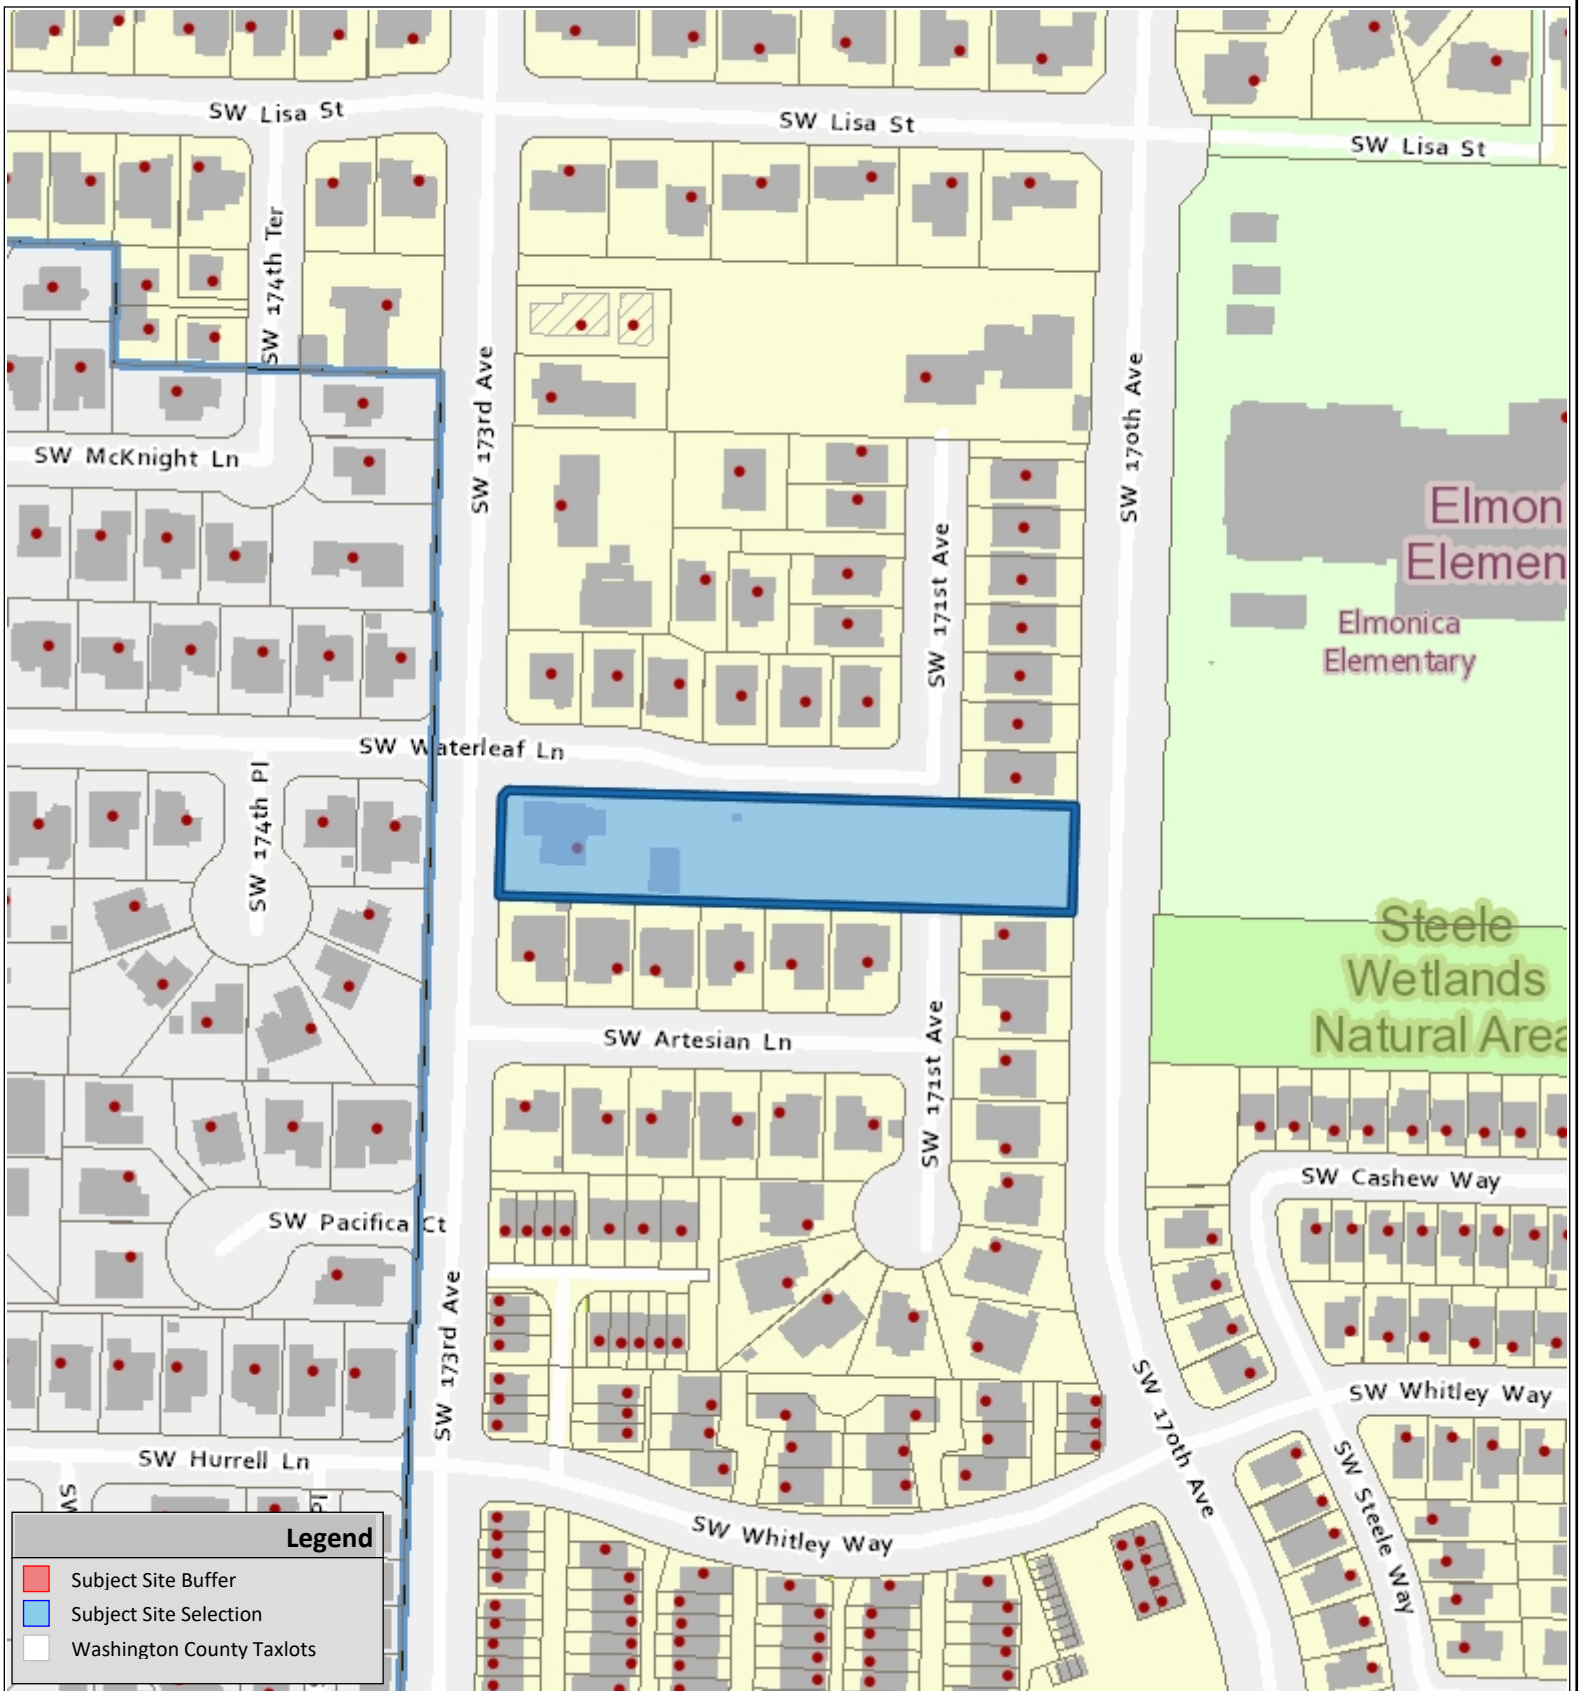 SW Lisa St
SW Lisa St
SW Lisa St
SW 174th Ter
SW 173rd Ave
SW 170th Ave
SW McKnight Ln
Elmon
Elemen
SW 171st Ave
Elmonica
Elementary
SW Waterleaf Ln
SW 174th Pl
Steele
Wetlands
Natural Area
SW Artesian Ln
SW 171st Ave
SW Cashew Way
SW Pacifica Ct
SW 173rd Ave
SW 170th Ave
SW Whitley Way
SW Hurrell Ln
SW
Pl
SW Steele Way
SW Whitley Way
Legend
Subject Site Buffer
Subject Site Selection
Washington County Taxlots